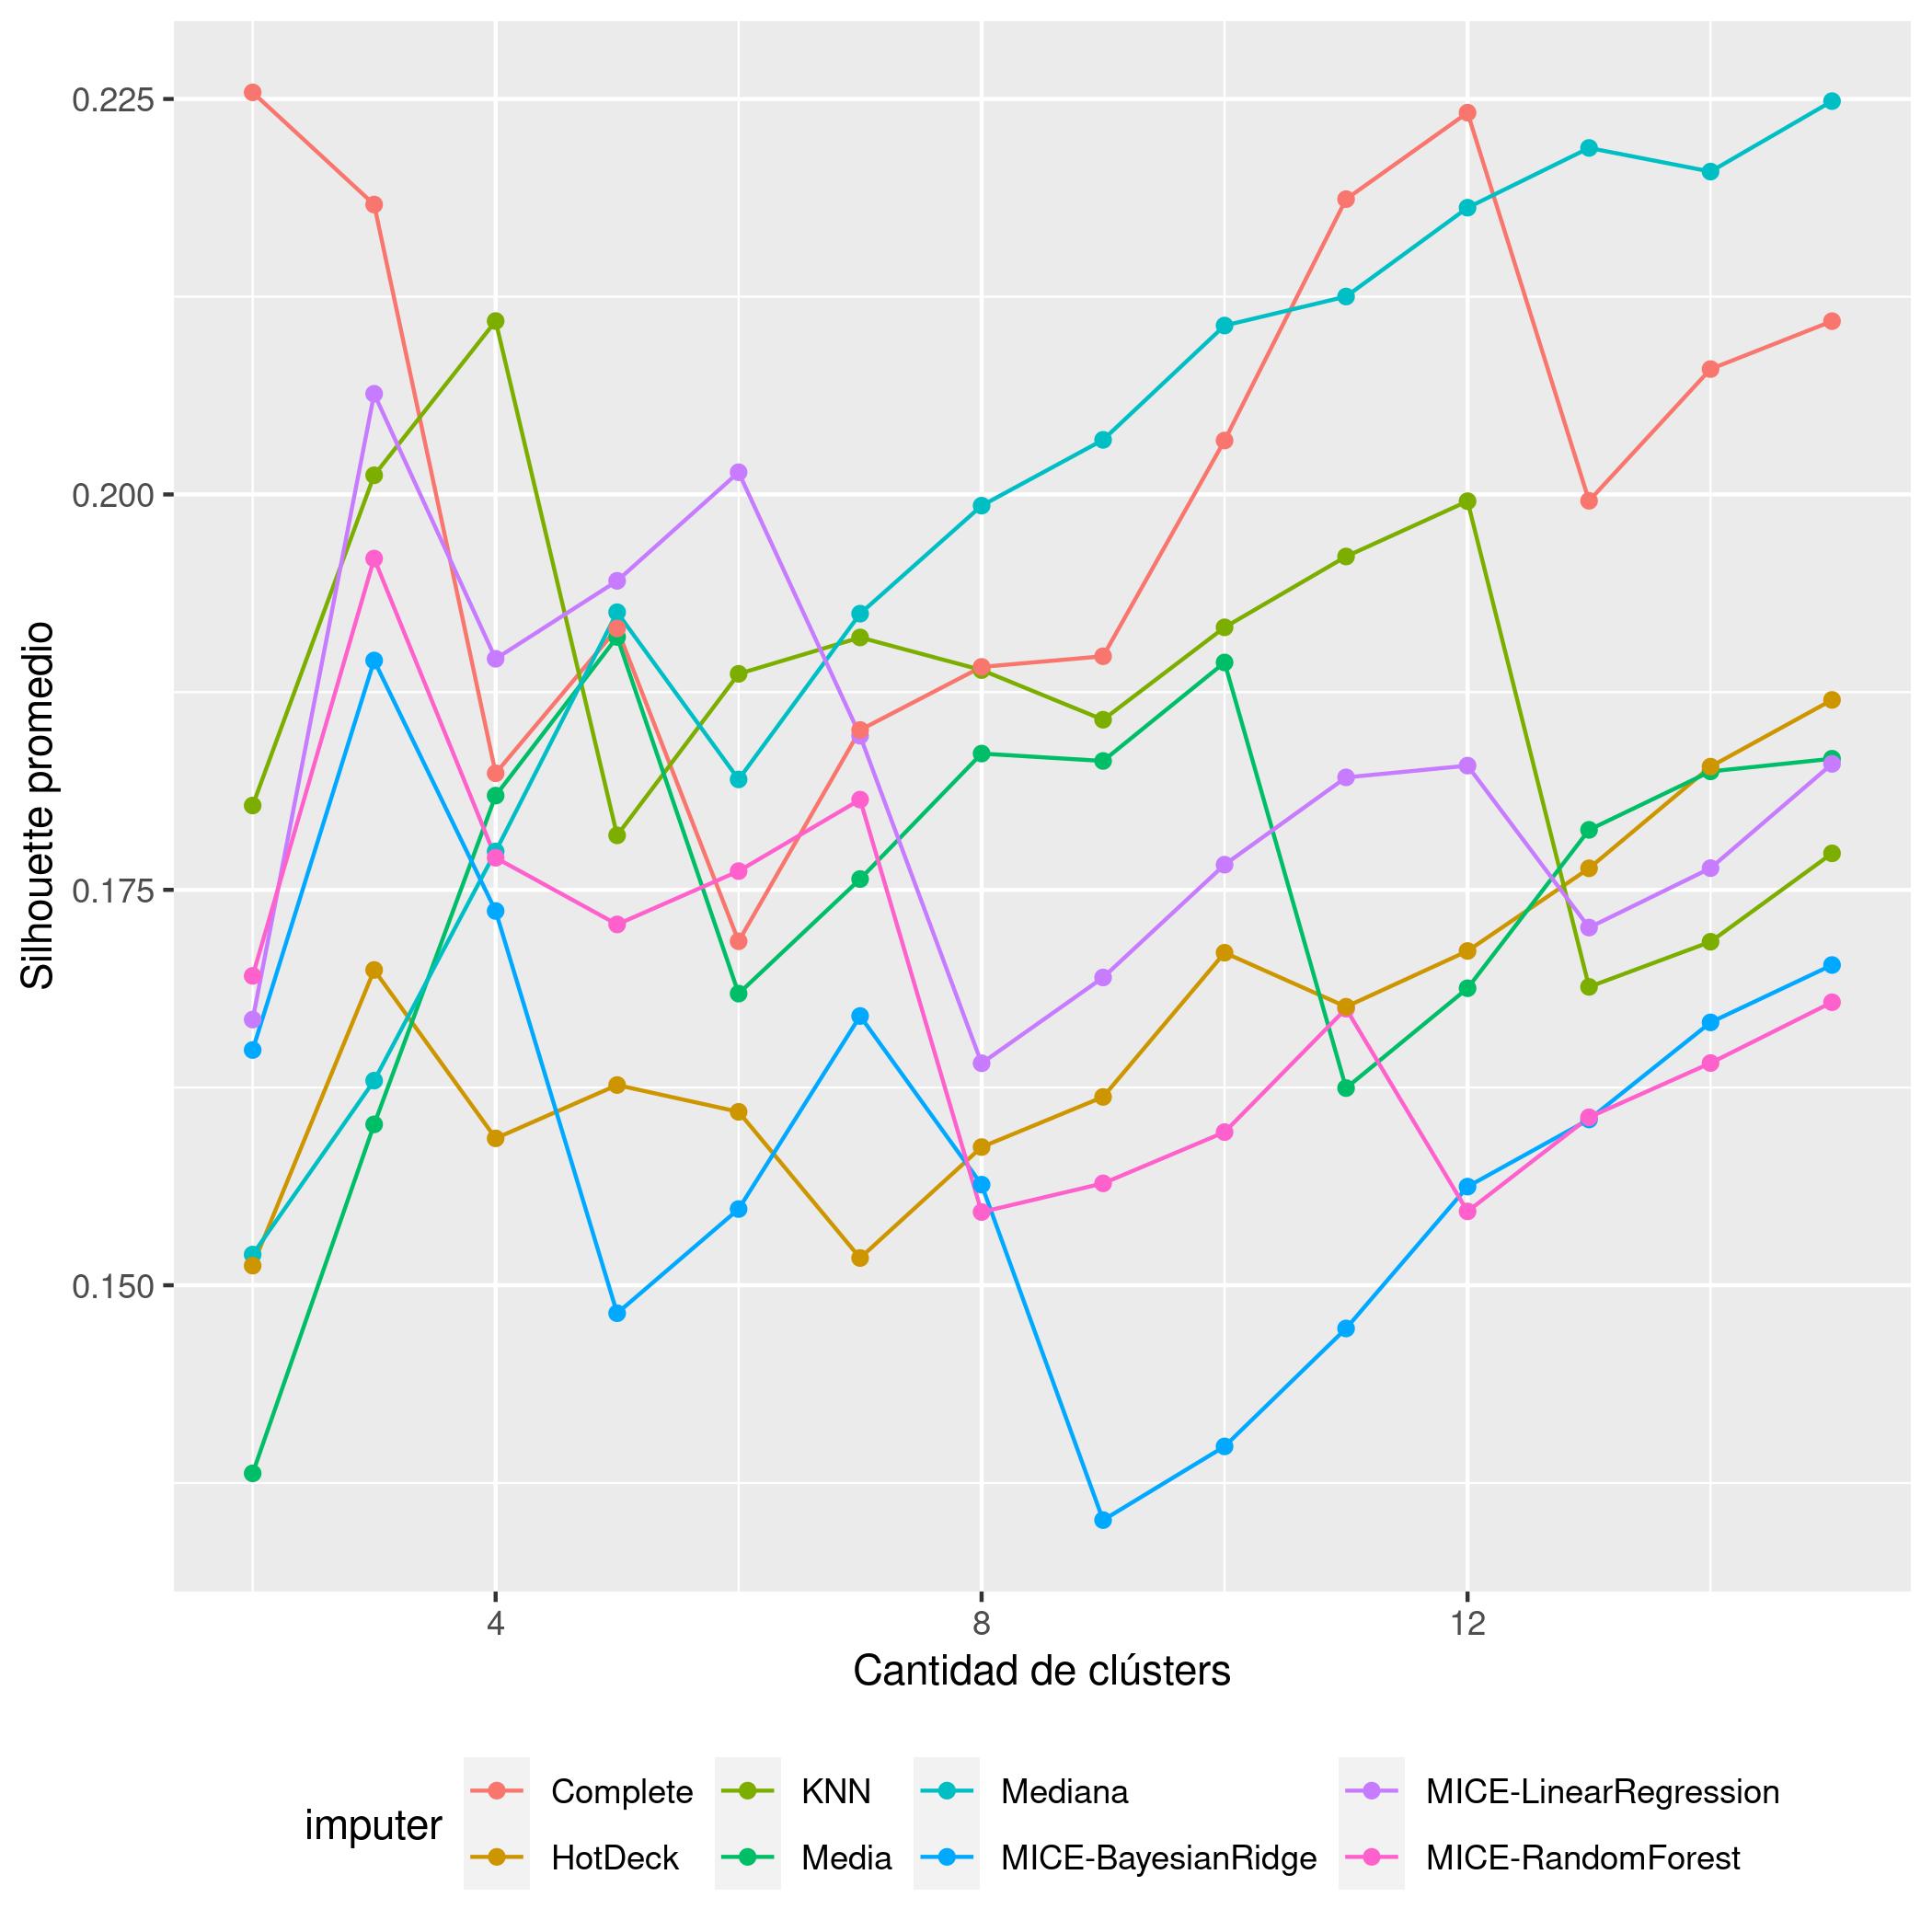 0.225
0.200
0.175
0.150
Silhouette promedio
4 8 12
Cantidad de clústers
imputer
Complete KNN Mediana MICE-LinearRegression
HotDeck Media MICE-BayesianRidge MICE-RandomForest